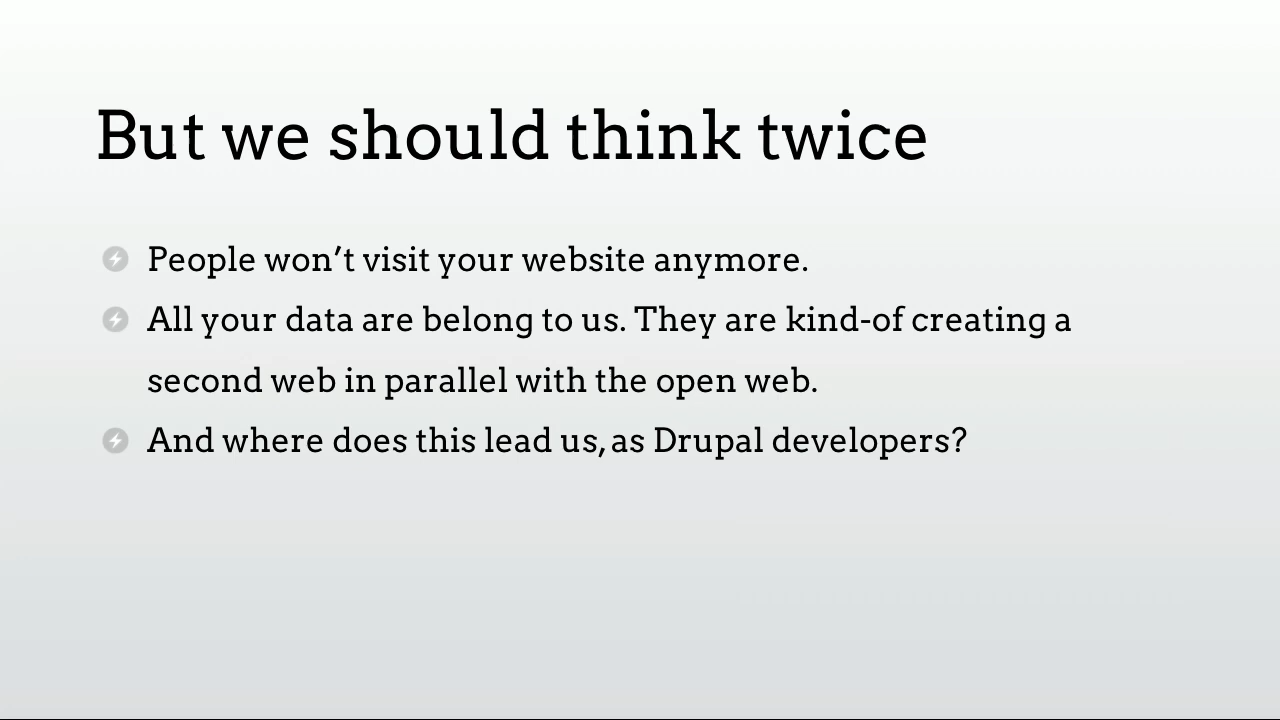 But we should think twice
People won’t visit your website anymore.
All your data are belong to us. They are kind-of creating a
second web in parallel with the open web.
And where does this lead us, as Drupal developers?